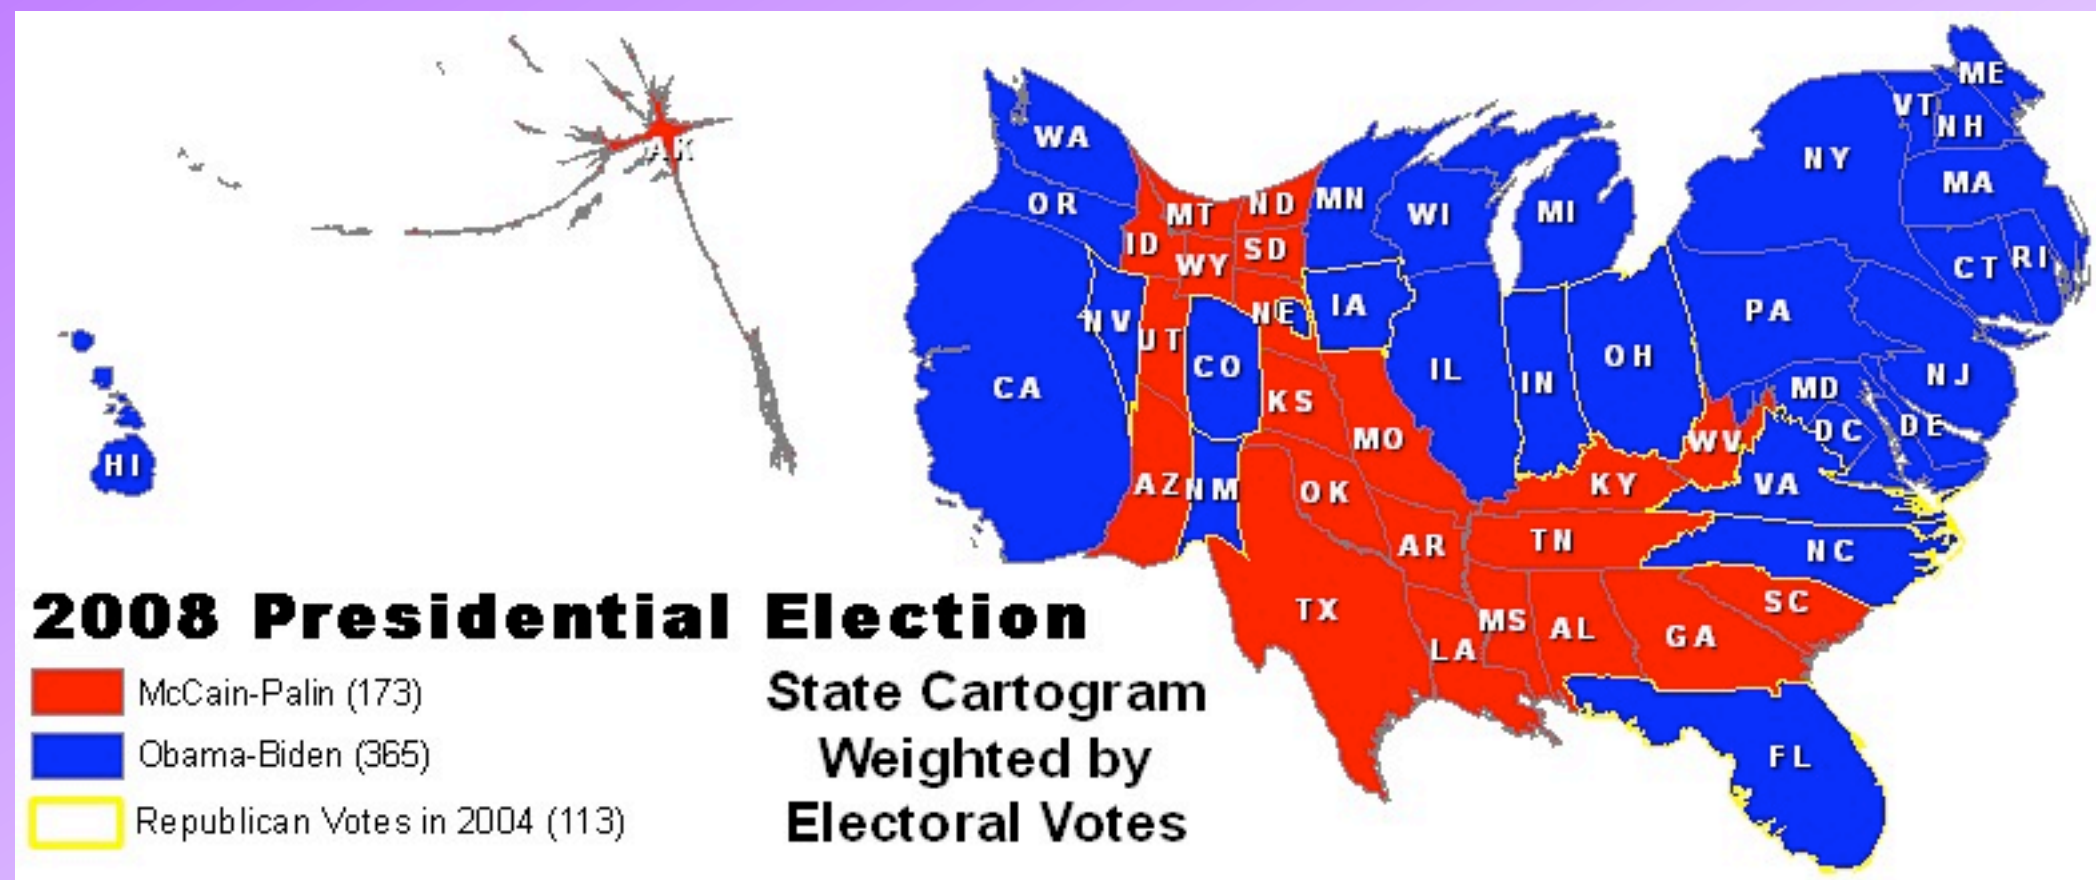 AK
HI
WA
OR
CA
NV
ID
MT
WY
UT
AZ
CO
NM
ND
SD
NE
KS
OK
TX
MN
IA
MO
AR
LA
WI
IL
MI
IN
OH
KY
TN
MS
AL
GA
FL
SC
NC
VA
WV
DC
MD
DE
NJ
PA
NY
CT
RI
MA
VT
NH
ME
2008 Presidential Election
McCain-Palin (173)
Obama-Biden (365)
Republican Votes in 2004 (113)
State Cartogram
Weighted by
Electoral Votes